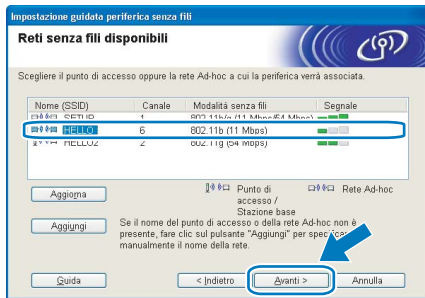 Impostazione guidata periferica senza fili
Reti senza fili disponibili
Scegliere il punto di accesso oppure la rete Ad-hoc a cui la periferica verrà associata.
Nome (SSID) Canale Modalità senza fili Segnale
SETUP 1 802.11b/g (11 Mbps/54 Mbps)
HELLO 6 802.11b (11 Mbps)
HELLO2 2 802.11g (54 Mbps)
Aggiorna
Punto di accesso / Stazione base
Rete Ad-hoc
Aggiungi
Se il nome del punto di accesso o della rete Ad-hoc non è
presente, fare clic sul pulsante "Aggiungi" per
manualmente il nome della rete.
Guida
< Indietro
Avanti >
Annulla